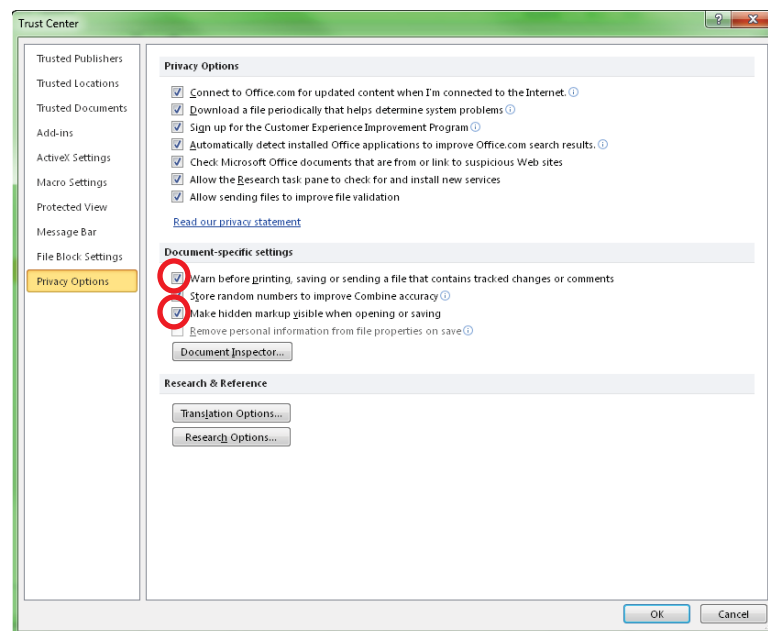 Trust Center
Trusted Publishers
Trusted Locations
Trusted Documents
Add-ins
ActiveX Settings
Macro Settings
Protected View
Message Bar
File Block Settings
Privacy Options
Privacy Options
Connect to Office.com for updated content when I'm connected to the Internet.
Download a file periodically that helps determine system problems
Sign up for the Customer Experience Improvement Program
Automatically detect installed Office applications to improve Office.com search results.
Check Microsoft Office documents that are from or link to suspicious Web sites
Allow the Research task pane to check for and install new services
Allow sending files to improve file validation
Read our privacy statement
Document-specific settings
Warn before printing, saving or sending a file that contains tracked changes or comments
Store random numbers to improve Combine accuracy
Make hidden markup visible when opening or saving
Remove personal information from file properties on save
Document Inspector...
Research & Reference
Translation Options...
Research Options...
OK
Cancel